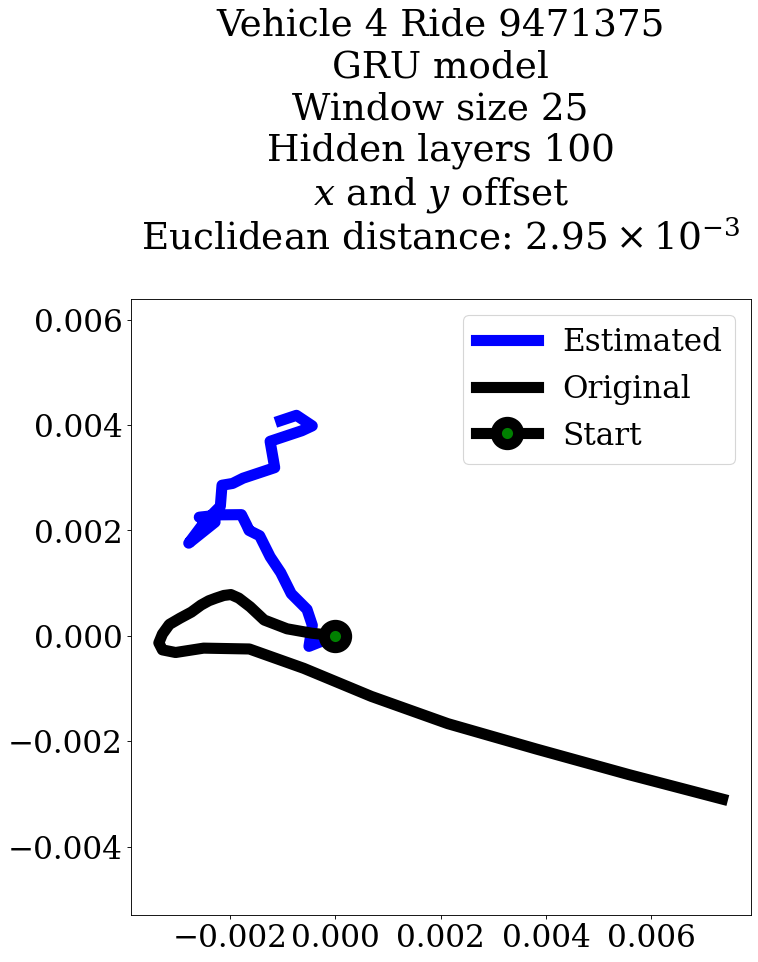 Vehicle 4 Ride 9471375
GRU model
Window size 25
Hidden layers 100
x and y offset
Euclidean distance: 2.95 × 10⁻³
Estimated
Original
Start
0.006
0.004
0.002
0.000
−0.002
−0.004
−0.002 0.000 0.002 0.004 0.006